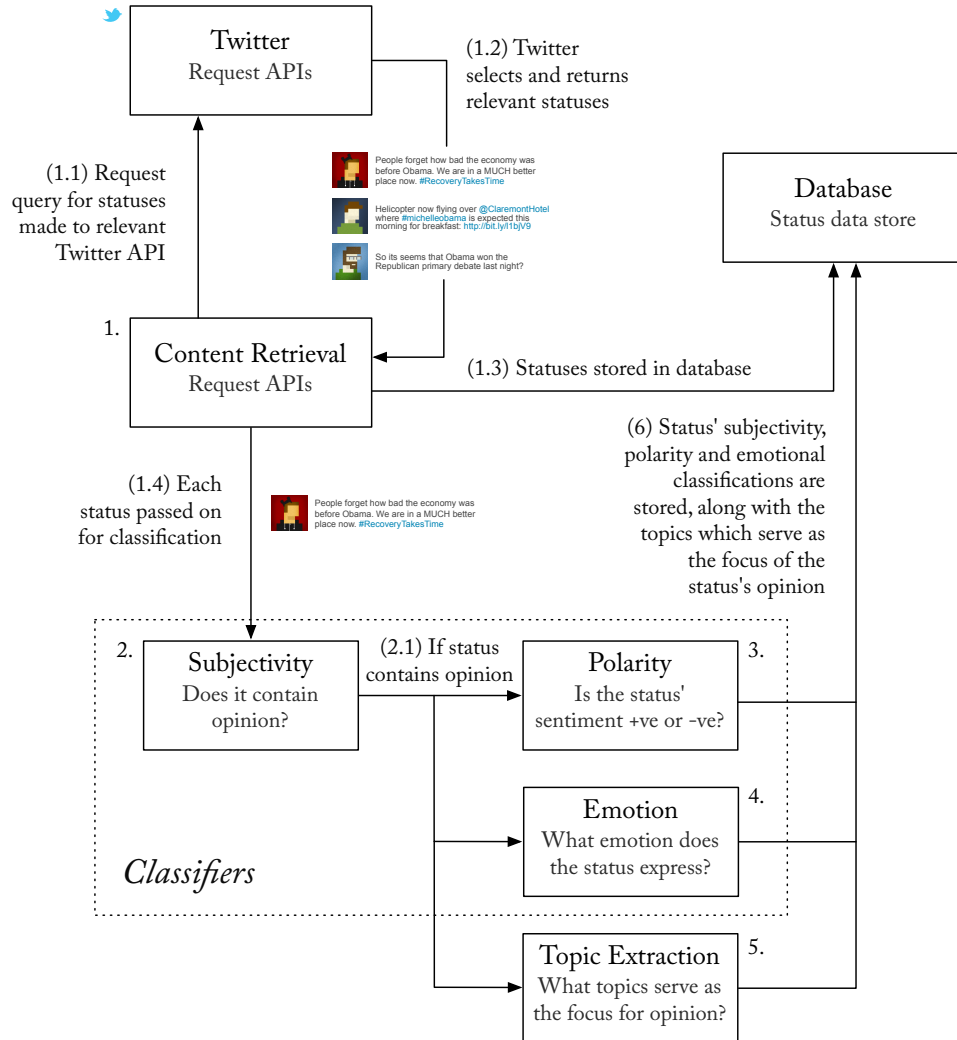 Twitter
Request APIs
(1.2) Twitter
selects and returns
relevant statuses
(1.1) Request
query for statuses
made to relevant
Twitter API
People forget how bad the economy was
before Obama. We are in a MUCH better
place now. #RecoveryTakesTime
Helicopter now flying over @ClaremontHotel
where #michelleobama is expected this
morning for breakfast: http://bit.ly/l1bjV9
So its seems that Obama won the
Republican primary debate last night?
Database
Status data store
1.
Content Retrieval
Request APIs
(1.3) Statuses stored in database
(1.4) Each
status passed on
for classification
People forget how bad the economy was
before Obama. We are in a MUCH better
place now. #RecoveryTakesTime
(6) Status' subjectivity,
polarity and emotional
classifications are
stored, along with the
topics which serve as
the focus of the
status's opinion
2.
Subjectivity
Does it contain
opinion?
(2.1) If status
contains opinion
Polarity
Is the status'
sentiment +ve or -ve?
3.
Emotion
What emotion does
the status express?
4.
Classifiers
Topic Extraction
What topics serve as
the focus for opinion?
5.